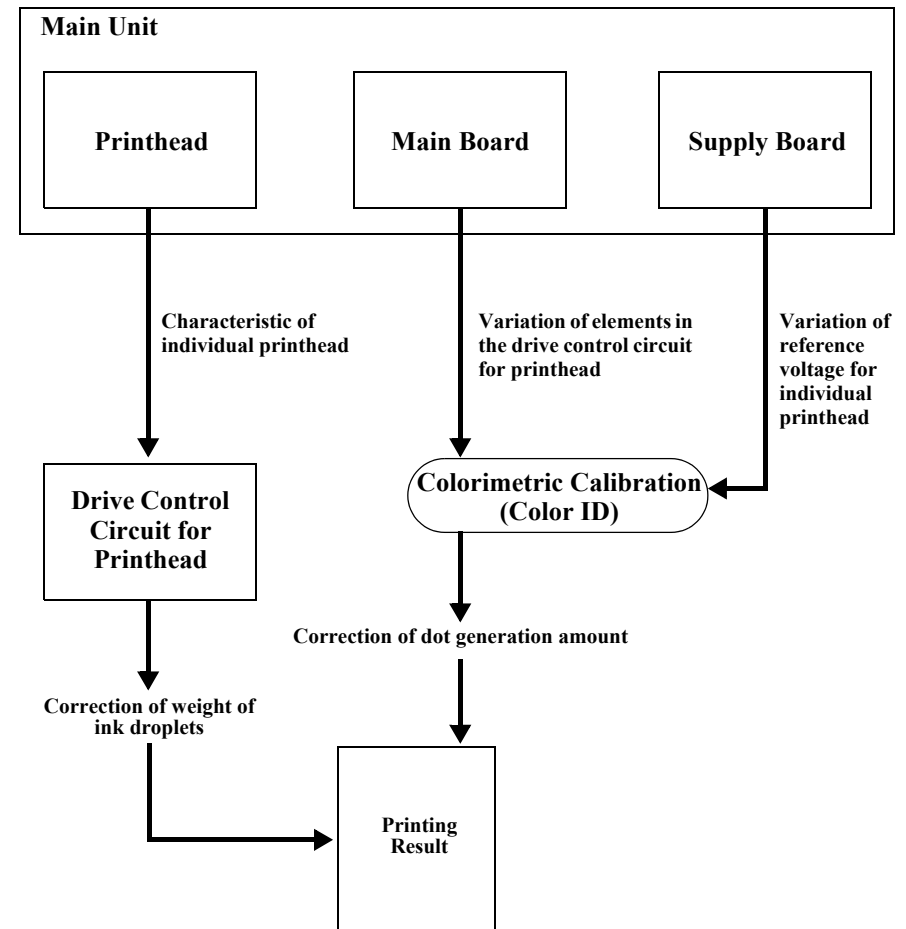 Main Unit
Printhead
Main Board
Supply Board
Characteristic of
individual printhead
Variation of elements in
the drive control circuit
for printhead
Variation of
reference
voltage for
individual
printhead
Drive Control
Circuit for
Printhead
Colorimetric Calibration
(Color ID)
Correction of dot generation amount
Correction of weight of
ink droplets
Printing
Result